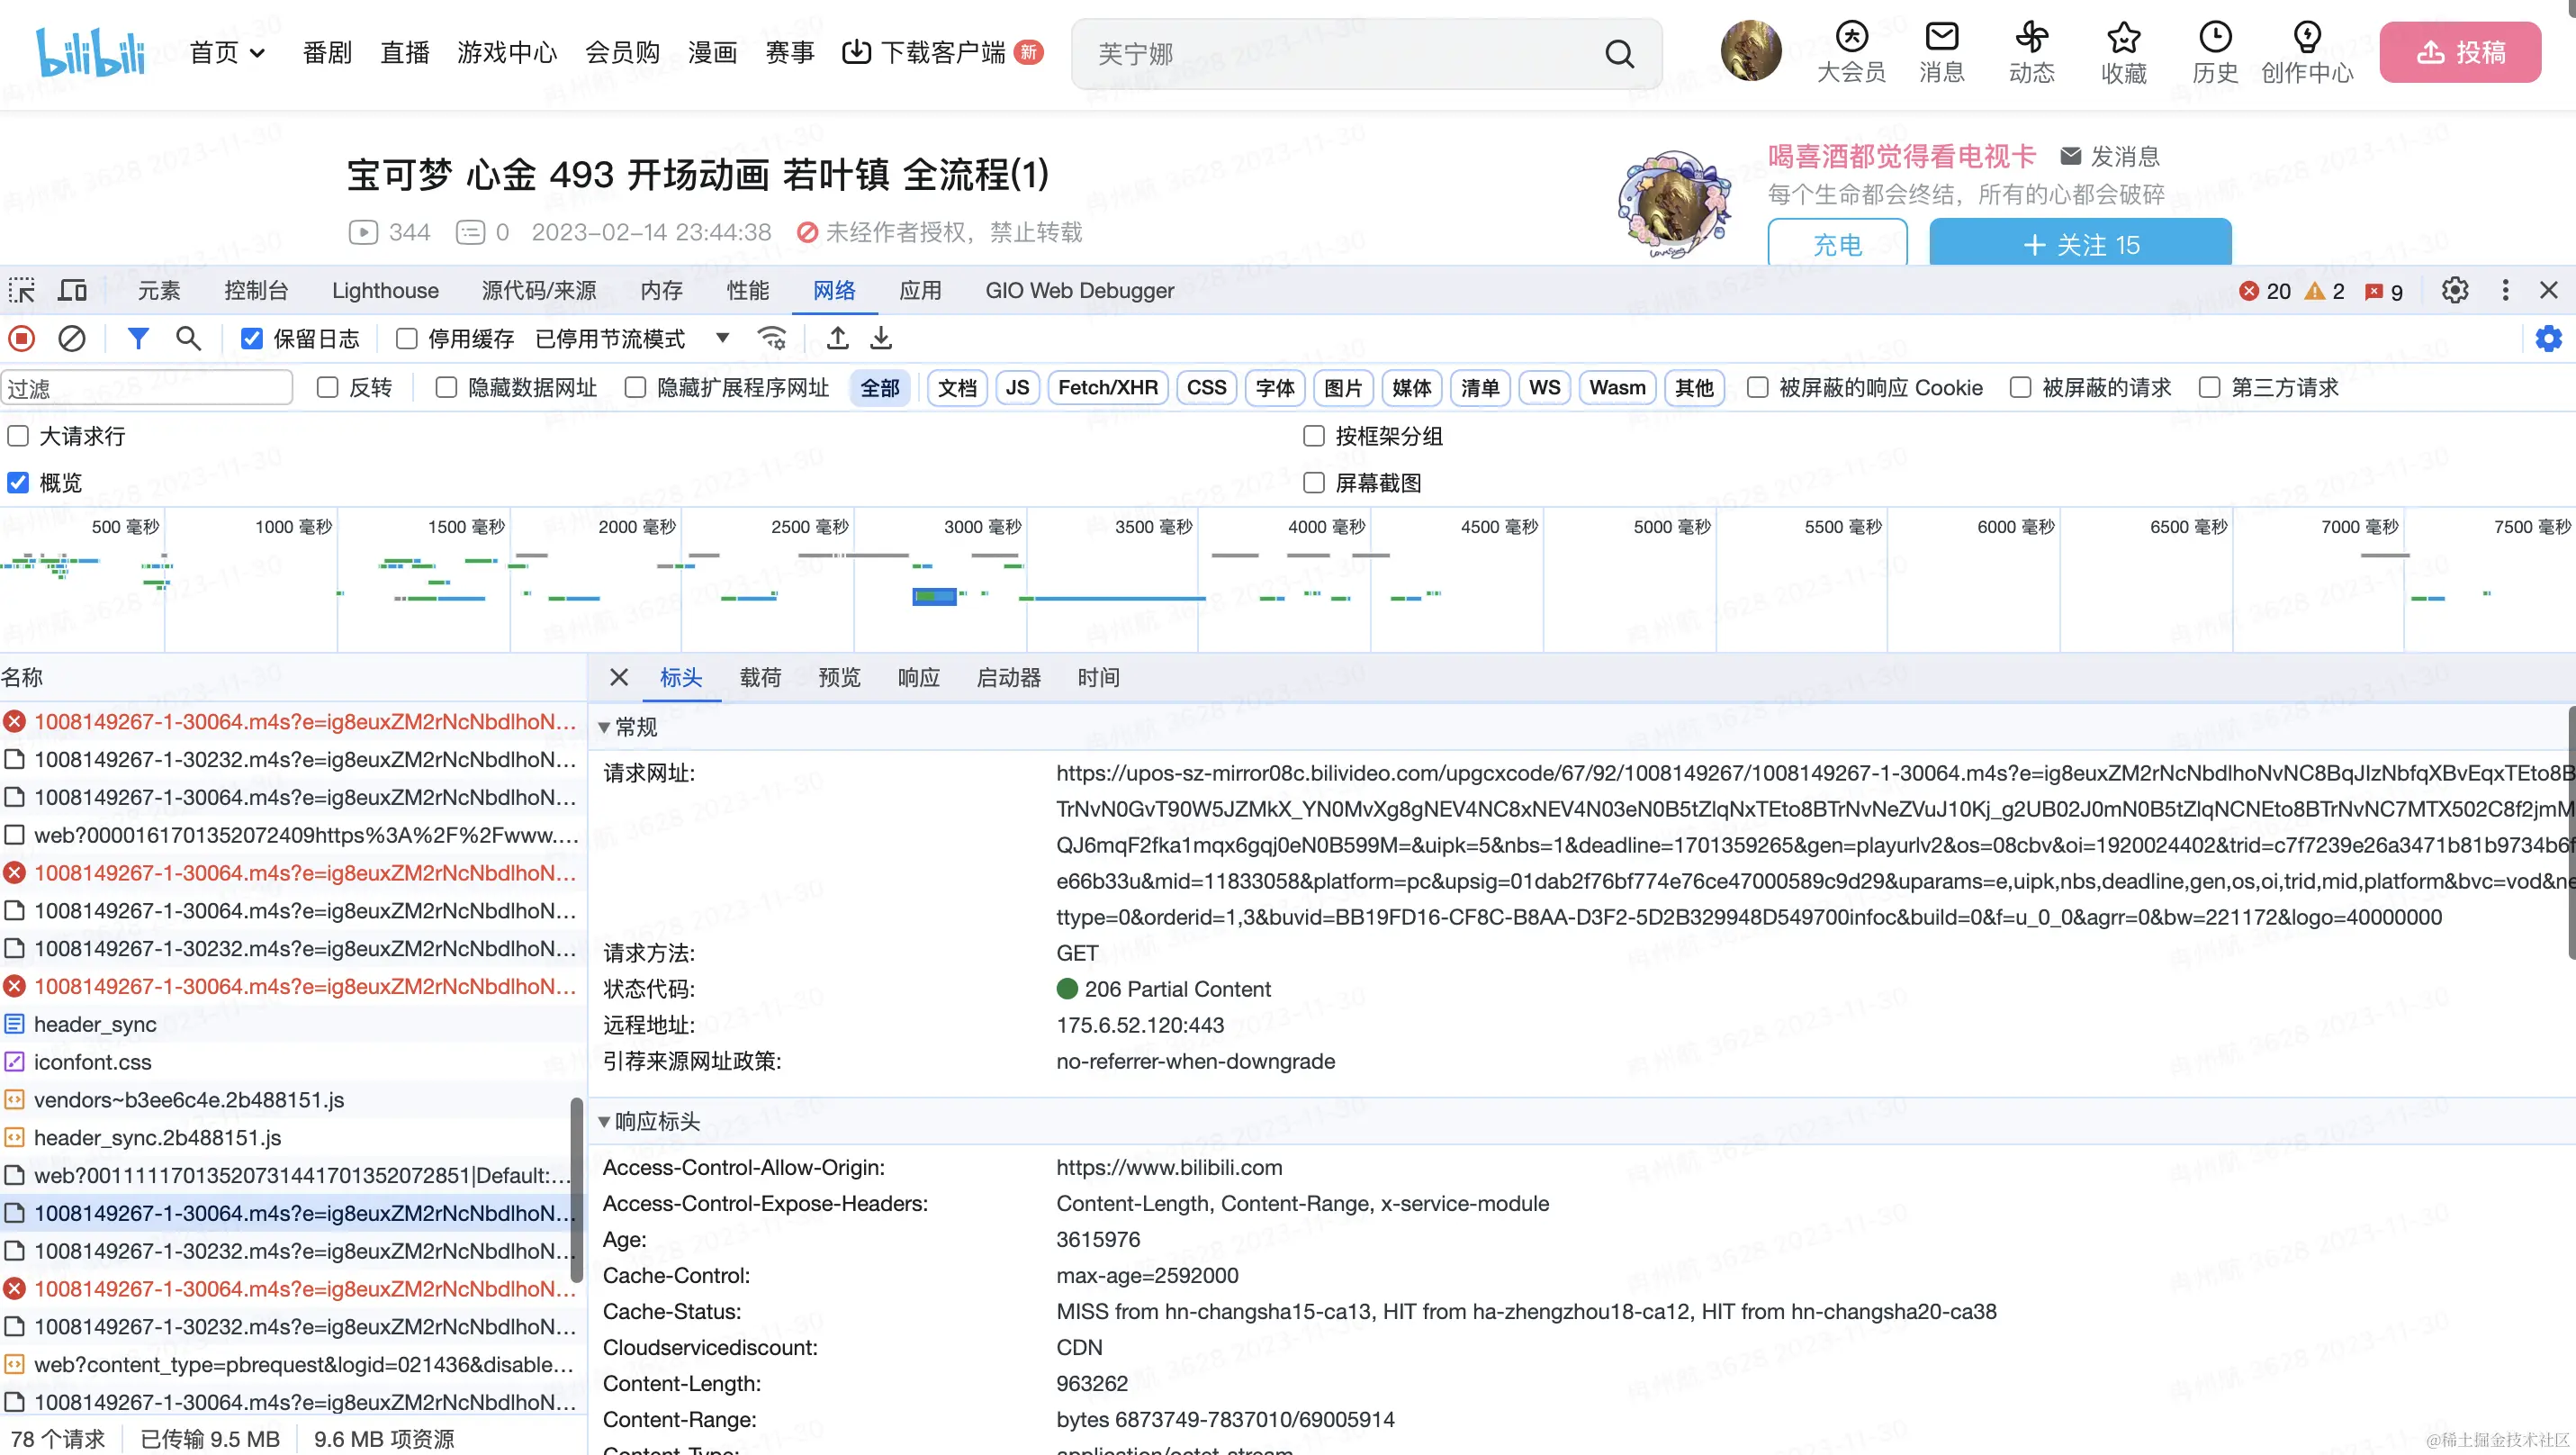 bilibili 首页 番剧 直播 游戏中心 会员购 漫画 赛事 下载客户端 新 芙宁娜 大会员 消息 动态 收藏 历史 创作中心 投稿
宝可梦 心金 493 开场动画 若叶镇 全流程(1)
344 0 2023-02-14 23:44:38 未经作者授权，禁止转载
喝喜酒都觉得看电视卡 发消息
每个生命都会终结，所有的心都会破碎
充电 + 关注 15
元素 控制台 Lighthouse 源代码/来源 内存 性能 网络 应用 GIO Web Debugger 20 2 9
保留日志 停用缓存 已停用节流模式
过滤 反转 隐藏数据网址 隐藏扩展程序网址 全部 文档 JS Fetch/XHR CSS 字体 图片 媒体 清单 WS Wasm 其他 被屏蔽的响应 Cookie 被屏蔽的请求 第三方请求
大请求行 按框架分组
概览 屏幕截图
500 毫秒 1000 毫秒 1500 毫秒 2000 毫秒 2500 毫秒 3000 毫秒 3500 毫秒 4000 毫秒 4500 毫秒 5000 毫秒 5500 毫秒 6000 毫秒 6500 毫秒 7000 毫秒 7500 毫秒
名称
1008149267-1-30064.m4s?e=ig8euxZM2rNcNbdlhoN...
1008149267-1-30232.m4s?e=ig8euxZM2rNcNbdlhoN...
1008149267-1-30064.m4s?e=ig8euxZM2rNcNbdlhoN...
web?0000161701352072409https%3A%2F%2Fwww....
1008149267-1-30064.m4s?e=ig8euxZM2rNcNbdlhoN...
1008149267-1-30064.m4s?e=ig8euxZM2rNcNbdlhoN...
1008149267-1-30232.m4s?e=ig8euxZM2rNcNbdlhoN...
1008149267-1-30064.m4s?e=ig8euxZM2rNcNbdlhoN...
header_sync
iconfont.css
vendors~b3ee6c4e.2b488151.js
header_sync.2b488151.js
web?001111170135207314417013520​72851|Default:...
1008149267-1-30064.m4s?e=ig8euxZM2rNcNbdlhoN...
1008149267-1-30232.m4s?e=ig8euxZM2rNcNbdlhoN...
1008149267-1-30064.m4s?e=ig8euxZM2rNcNbdlhoN...
1008149267-1-30232.m4s?e=ig8euxZM2rNcNbdlhoN...
web?content_type=pbrequest&logid=021436&disable...
1008149267-1-30064.m4s?e=ig8euxZM2rNcNbdlhoN...
78 个请求 已传输 9.5 MB 9.6 MB 项资源
标头 载荷 预览 响应 启动器 时间
常规
请求网址: https://upos-sz-mirror08c.bilivideo.com/upgcxcode/67/92/1008149267/1008149267-1-30064.m4s?e=ig8euxZM2rNcNbdlhoNvNC8BqJIzNbfqXBvEqxTEto8B
TrNvN0GvT90W5JZMkX_YN0MvXg8gNEV4NC8xNEV4N03eN0B5tZlqNxTEto8BTrNvNeZVuJ10Kj_g2UB02J0mN0B5tZlqNCNEto8BTrNvNC7MTX502C8f2jmM
QJ6mqF2fka1mqx6gqj0eN0B599M=&uipk=5&nbs=1&deadline=1701359265&gen=playurlv2&os=08cbv&oi=1920024402&trid=c7f7239e26a3471b81b9734b6f
e66b33u&mid=11833058&platform=pc&upsig=01dab2f76bf774e76ce47000589c9d29&uparams=e,uipk,nbs,deadline,gen,os,oi,trid,mid,platform&bvc=vod&ne
ttype=0&orderid=1,3&buvid=BB19FD16-CF8C-B8AA-D3F2-5D2B329948D549700infoc&build=0&f=u_0_0&agrr=0&bw=221172&logo=40000000
请求方法: GET
状态代码: 206 Partial Content
远程地址: 175.6.52.120:443
引荐来源网址政策: no-referrer-when-downgrade
响应标头
Access-Control-Allow-Origin: https://www.bilibili.com
Access-Control-Expose-Headers: Content-Length, Content-Range, x-service-module
Age: 3615976
Cache-Control: max-age=2592000
Cache-Status: MISS from hn-changsha15-ca13, HIT from ha-zhengzhou18-ca12, HIT from hn-changsha20-ca38
Cloudservicediscount: CDN
Content-Length: 963262
Content-Range: bytes 6873749-7837010/69005914
Content-Type: application/octet-stream
@稀土掘金技术社区